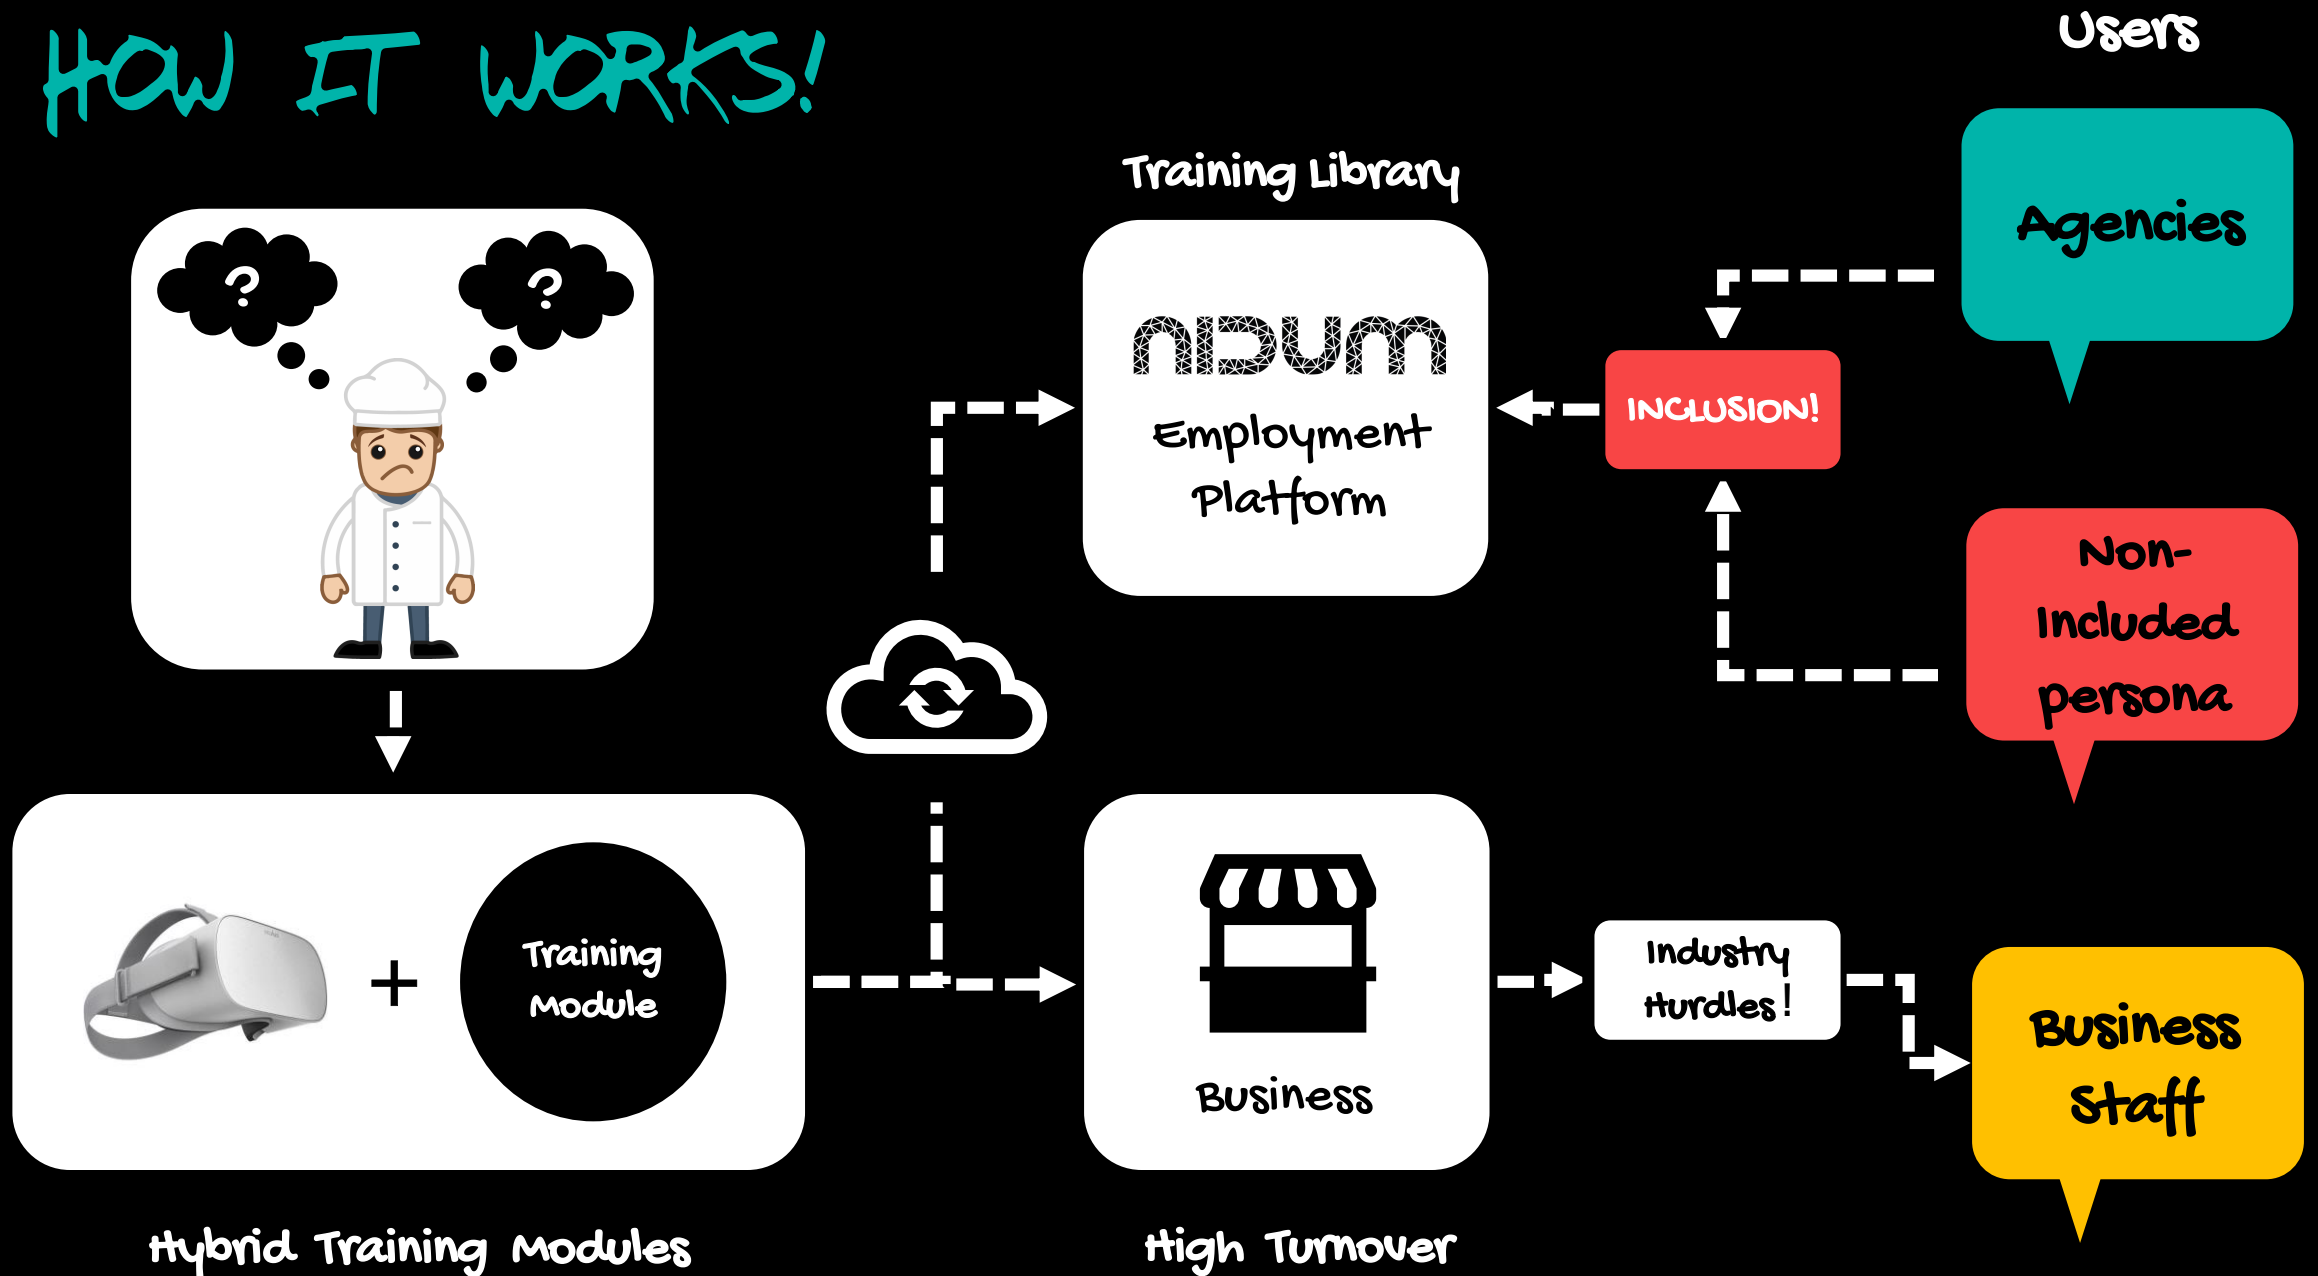 HOW IT WORKS!
Users
Training Library
Agencies
?
?
NIDUM
Employment
Platform
INCLUSION!
Non-
Included
persona
Training
Module
Business
Industry
Hurdles!
Business
Staff
Hybrid Training Modules
High Turnover